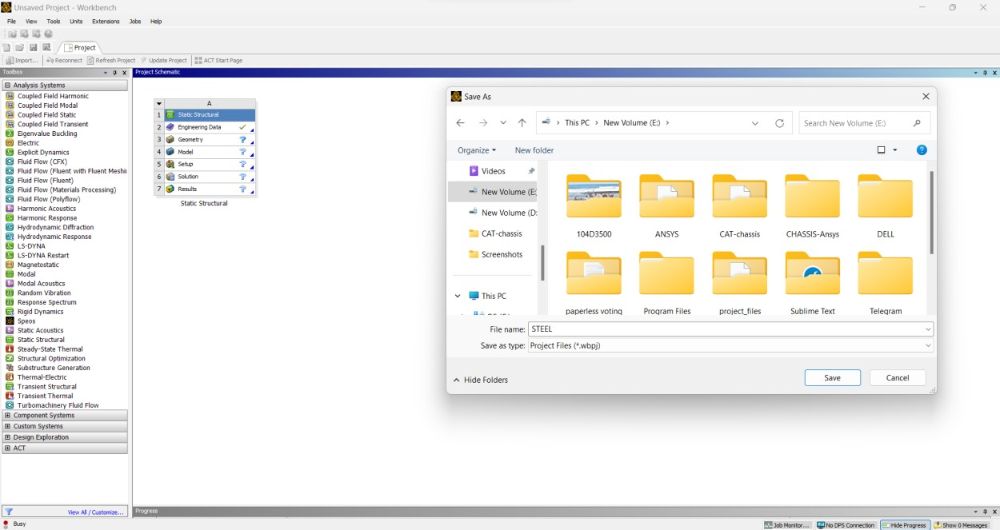 Unsaved Project - Workbench
File View Tools Units Extensions Jobs Help
Project
Import... Reconnect Refresh Project Update Project ACT Start Page
Toolbox
Project Schematic
Analysis Systems
Coupled Field Harmonic
Coupled Field Modal
Coupled Field Static
Coupled Field Transient
Eigenvalue Buckling
Electric
Explicit Dynamics
Fluid Flow (CFX)
Fluid Flow (Fluent with Fluent Meshin
Fluid Flow (Fluent)
Fluid Flow (Materials Processing)
Fluid Flow (Polyflow)
Harmonic Acoustics
Harmonic Response
Hydrodynamic Diffraction
Hydrodynamic Response
LS-DYNA
LS-DYNA Restart
Magnetostatic
Modal
Modal Acoustics
Random Vibration
Response Spectrum
Rigid Dynamics
Speos
Static Acoustics
Static Structural
Steady-State Thermal
Structural Optimization
Substructure Generation
Thermal-Electric
Transient Structural
Transient Thermal
Turbomachinery Fluid Flow
Component Systems
Custom Systems
Design Exploration
ACT
View All / Customize...
A
1 Static Structural
2 Engineering Data
3 Geometry
4 Model
5 Setup
6 Solution
7 Results
Static Structural
Save As
This PC > New Volume (E:) >
Search New Volume (E:)
Organize New folder
Videos
New Volume (E:
New Volume (D:
CAT-chassis
Screenshots
This PC
104D3500 ANSYS CAT-chassis CHASSIS-Ansys DELL
paperless voting Program Files project_files Sublime Text Telegram
File name: STEEL
Save as type: Project Files (*.wbpj)
Hide Folders
Save Cancel
Progress
Busy
Job Monitor... No DPS Connection Hide Progress Show 0 Messages